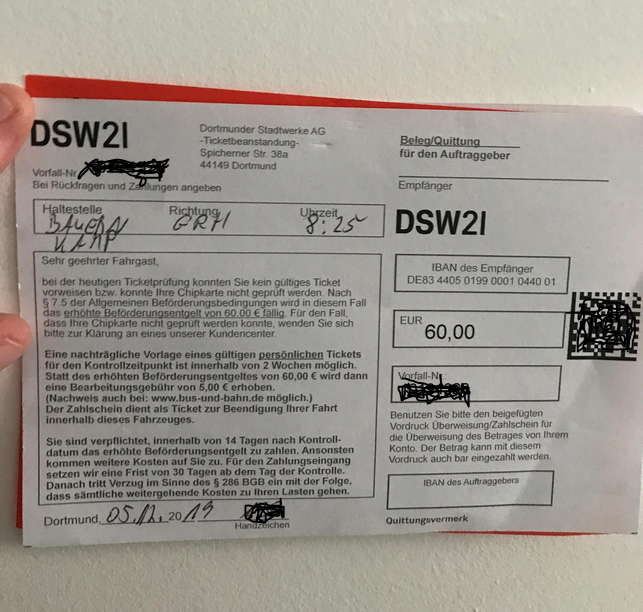 DSW21
Dortmunder Stadtwerke AG
-Ticketbeanstandung-
Spicherner Str. 38a
44149 Dortmund
Vorfall-Nr
Bei Rückfragen und Zahlungen angeben
Haltestelle Richtung Uhrzeit
BAUERN GRH 8:25
KAMP
Sehr geehrter Fahrgast,
bei der heutigen Ticketprüfung konnten Sie kein gültiges Ticket
vorweisen bzw. konnte Ihre Chipkarte nicht geprüft werden. Nach
§ 7.5 der Allgemeinen Beförderungsbedingungen wird in diesem Fall
das erhöhte Beförderungsentgelt von 60,00 € fällig. Für den Fall,
dass Ihre Chipkarte nicht geprüft werden konnte, wenden Sie sich
bitte zur Klärung an eines unserer Kundencenter.
Eine nachträgliche Vorlage eines gültigen persönlichen Tickets
für den Kontrollzeitpunkt ist innerhalb von 2 Wochen möglich.
Statt des erhöhten Beförderungsentgeltes von 60,00 € wird dann
eine Bearbeitungsgebühr von 5,00 € erhoben.
(Nachweis auch bei: www.bus-und-bahn.de möglich.)
Der Zahlschein dient als Ticket zur Beendigung Ihrer Fahrt
innerhalb dieses Fahrzeuges.
Sie sind verpflichtet, innerhalb von 14 Tagen nach Kontroll-
datum das erhöhte Beförderungsentgelt zu zahlen. Ansonsten
kommen weitere Kosten auf Sie zu. Für den Zahlungseingang
setzen wir eine Frist von 30 Tagen ab dem Tag der Kontrolle.
Danach tritt Verzug im Sinne des § 286 BGB ein mit der Folge,
dass sämtliche weitergehende Kosten zu Ihren Lasten gehen.
Dortmund, 05.12. 2019
Handzeichen
Beleg/Quittung
für den Auftraggeber
Empfänger
DSW21
IBAN des Empfänger
DE83 4405 0199 0001 0440 01
EUR
60,00
Vorfall-Nr.
Benutzen Sie bitte den beigefügten
Vordruck Überweisung/Zahlschein für
die Überweisung des Betrages von Ihrem
Konto. Der Betrag kann mit diesem
Vordruck auch bar eingezahlt werden.
IBAN des Auftraggebers
Quittungsvermerk